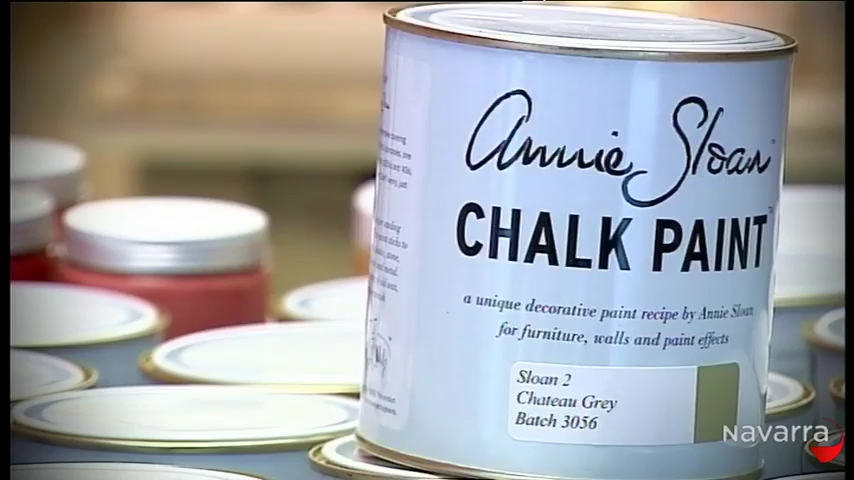 Annie Sloan
CHALK PAINT
a unique decorative paint recipe by Annie Sloan
for furniture, walls and paint effects
Sloan 2
Chateau Grey
Batch 3056
Navarra